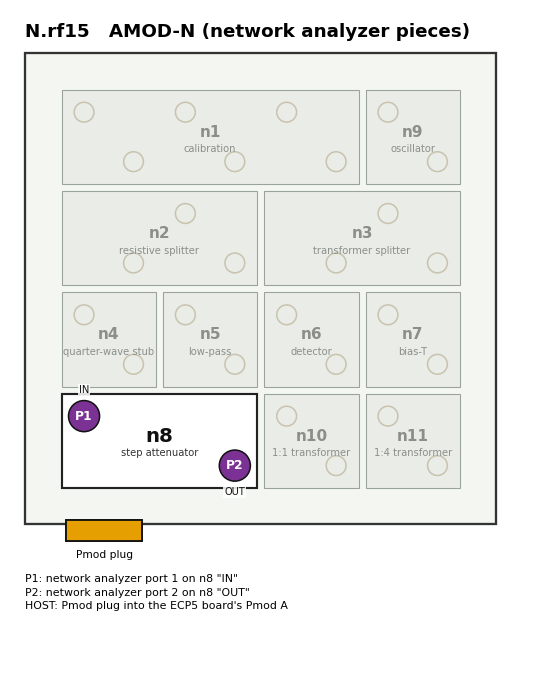 N.rf15   AMOD-N (network analyzer pieces)
n1
calibration
n9
oscillator
n2
resistive splitter
n3
transformer splitter
n4
quarter-wave stub
n5
low-pass
n6
detector
n7
bias-T
IN
P1
n8
step attenuator
P2
OUT
n10
1:1 transformer
n11
1:4 transformer
Pmod plug
P1: network analyzer port 1 on n8 "IN"
P2: network analyzer port 2 on n8 "OUT"
HOST: Pmod plug into the ECP5 board's Pmod A